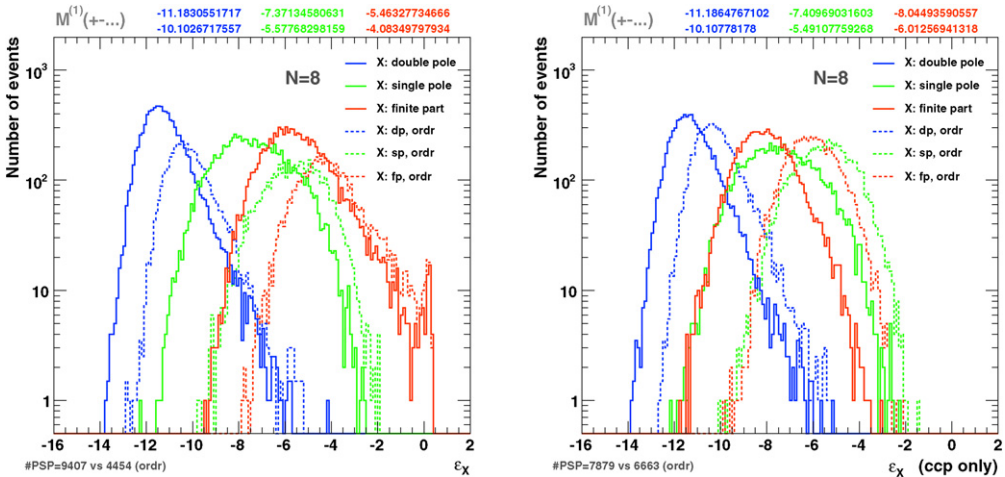 M(1)(+-...)
-11.1830551717 -7.37134580631 -5.46327734666
-10.1026717557 -5.57768298159 -4.08349797934
Number of events
N=8
X: double pole
X: single pole
X: finite part
X: dp, ordr
X: sp, ordr
X: fp, ordr
10³
10²
10
1
-16 -14 -12 -10 -8 -6 -4 -2 0 2
#PSP=9407 vs 4454 (ordr)
εX
M(1)(+-...)
-11.1864767102 -7.40969031603 -8.04493590557
-10.10778178 -5.49107759268 -6.01256941318
Number of events
N=8
X: double pole
X: single pole
X: finite part
X: dp, ordr
X: sp, ordr
X: fp, ordr
10³
10²
10
1
-16 -14 -12 -10 -8 -6 -4 -2 0 2
#PSP=7879 vs 6663 (ordr)
εX (ccp only)